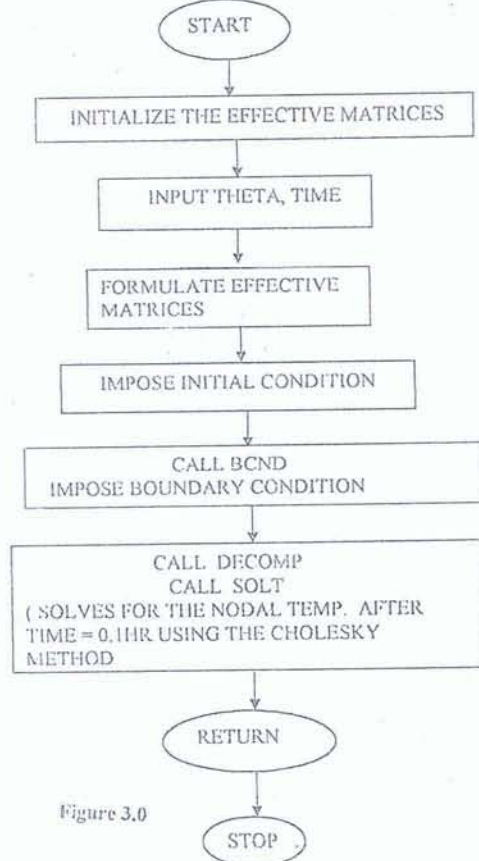 START
INITIALIZE THE EFFECTIVE MATRICES
INPUT THETA, TIME
FORMULATE EFFECTIVE
MATRICES
IMPOSE INITIAL CONDITION
CALL BCND
IMPOSE BOUNDARY CONDITION
CALL DECOMP
CALL SOLT
( SOLVES FOR THE NODAL TEMP. AFTER
TIME = 0.1HR USING THE CHOLESKY
METHOD
RETURN
Figure 3.0
STOP